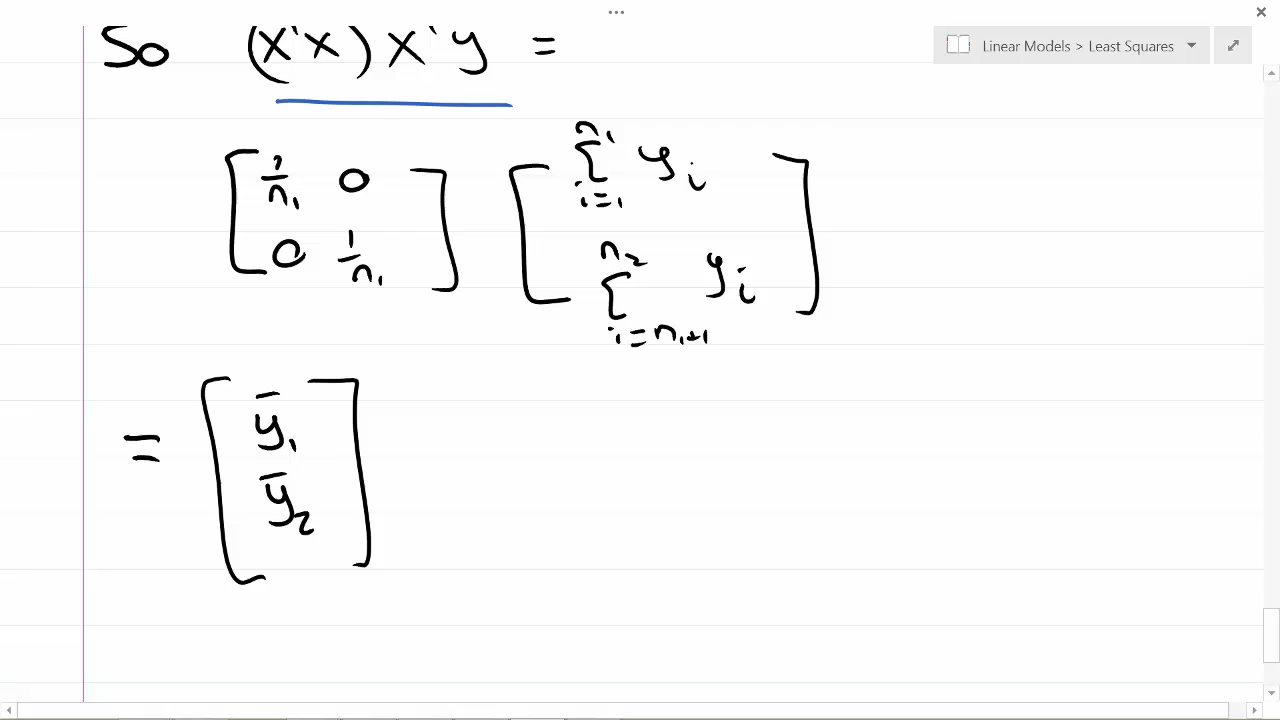 Linear Models > Least Squares
So (x'x) x'y =
[ 1/n₁ 0 ] [ Σ_{i=1}^{n₁} y_i ]
[ 0 1/n₁ ] [ Σ_{i=n₁+1}^{n₂} y_i ]
= [ ȳ₁ ]
[ ȳ₂ ]